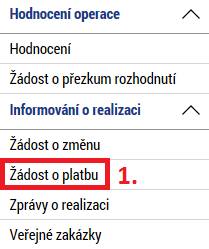 Hodnocení operace
Hodnocení
Žádost o přezkum rozhodnutí
Informování o realizaci
Žádost o změnu
Žádost o platbu 1.
Zprávy o realizaci
Veřejné zakázky